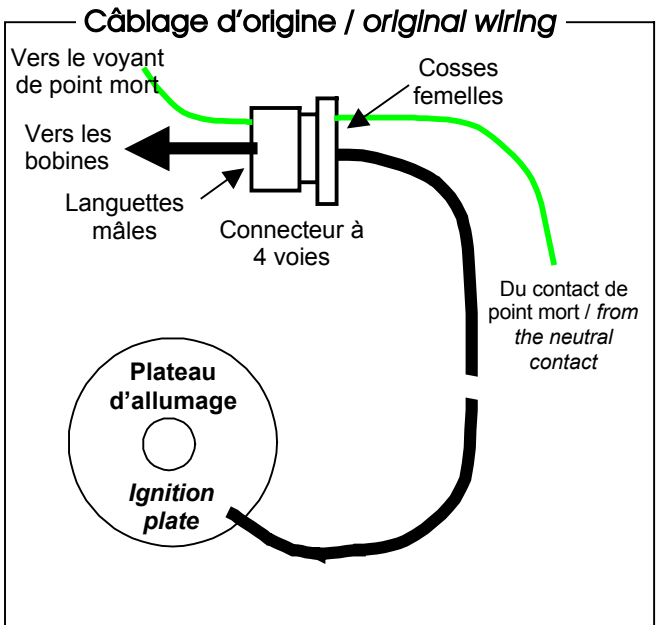 Câblage d'origine / original wiring
Vers le voyant
de point mort
Cosses
femelles
Vers les
bobines
Languettes
mâles
Connecteur à
4 voies
Du contact de
point mort / from
the neutral
contact
Plateau
d'allumage
Ignition
plate